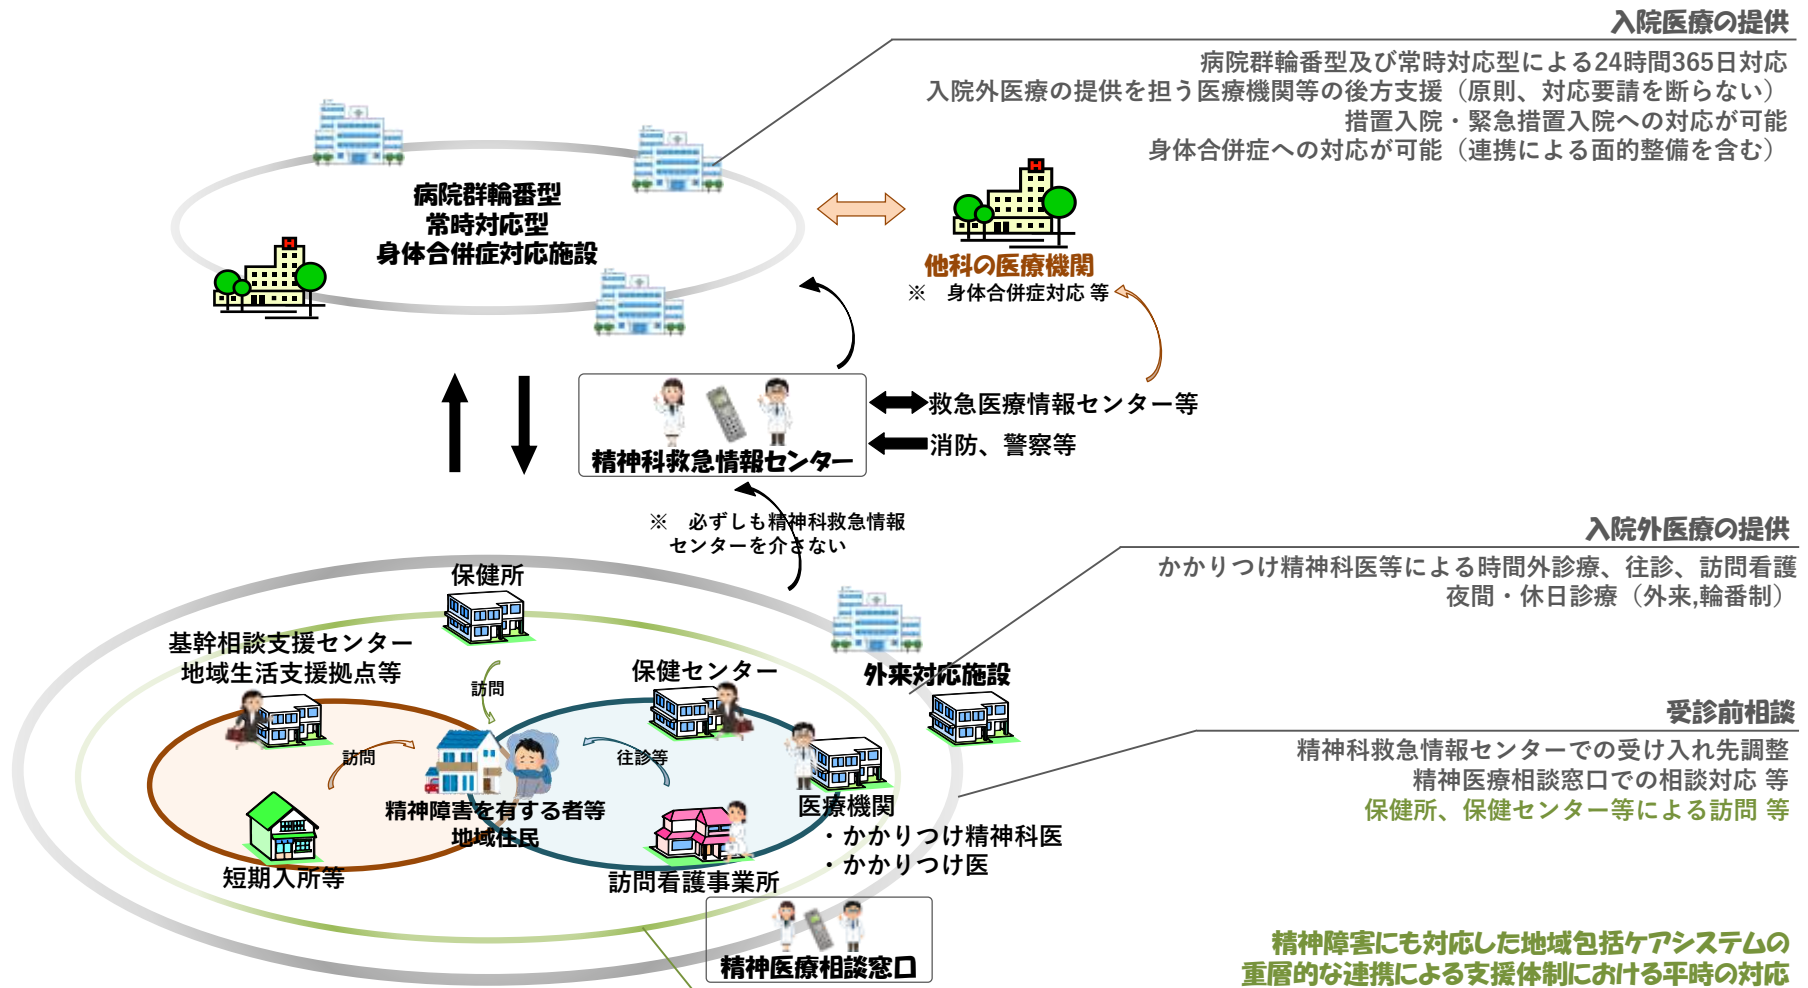 入院医療の提供
病院群輪番型及び常時対応型による24時間365日対応
入院外医療の提供を担う医療機関等の後方支援（原則、対応要請を断らない）
措置入院・緊急措置入院への対応が可能
身体合併症への対応が可能（連携による面的整備を含む）
病院群輪番型
常時対応型
身体合併症対応施設
H
H
他科の医療機関
※　身体合併症対応 等
救急医療情報センター等
消防、警察等
精神科救急情報センター
※　必ずしも精神科救急情報
センターを介さない
入院外医療の提供
かかりつけ精神科医等による時間外診療、往診、訪問看護
夜間・休日診療（外来,輪番制）
保健所
基幹相談支援センター
地域生活支援拠点等
訪問
保健センター
外来対応施設
受診前相談
精神科救急情報センターでの受け入れ先調整
精神医療相談窓口での相談対応 等
保健所、保健センター等による訪問 等
訪問
往診等
精神障害を有する者等
地域住民
医療機関
・かかりつけ精神科医
・かかりつけ医
短期入所等
訪問看護事業所
精神医療相談窓口
精神障害にも対応した地域包括ケアシステムの
重層的な連携による支援体制における平時の対応